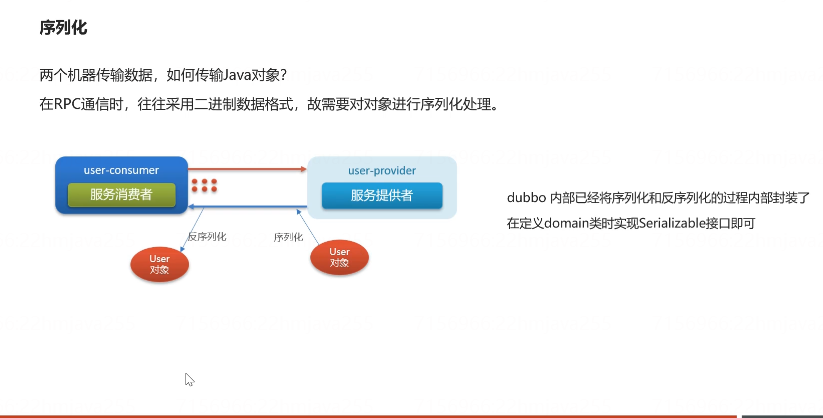 序列化
两个机器传输数据，如何传输Java对象？
在RPC通信时，往往采用二进制数据格式，故需要对对象进行序列化处理。
user-consumer
服务消费者
user-provider
服务提供者
dubbo 内部已经将序列化和反序列化的过程内部封装了
在定义domain类时实现Serializable接口即可
反序列化
序列化
User
对象
User
对象